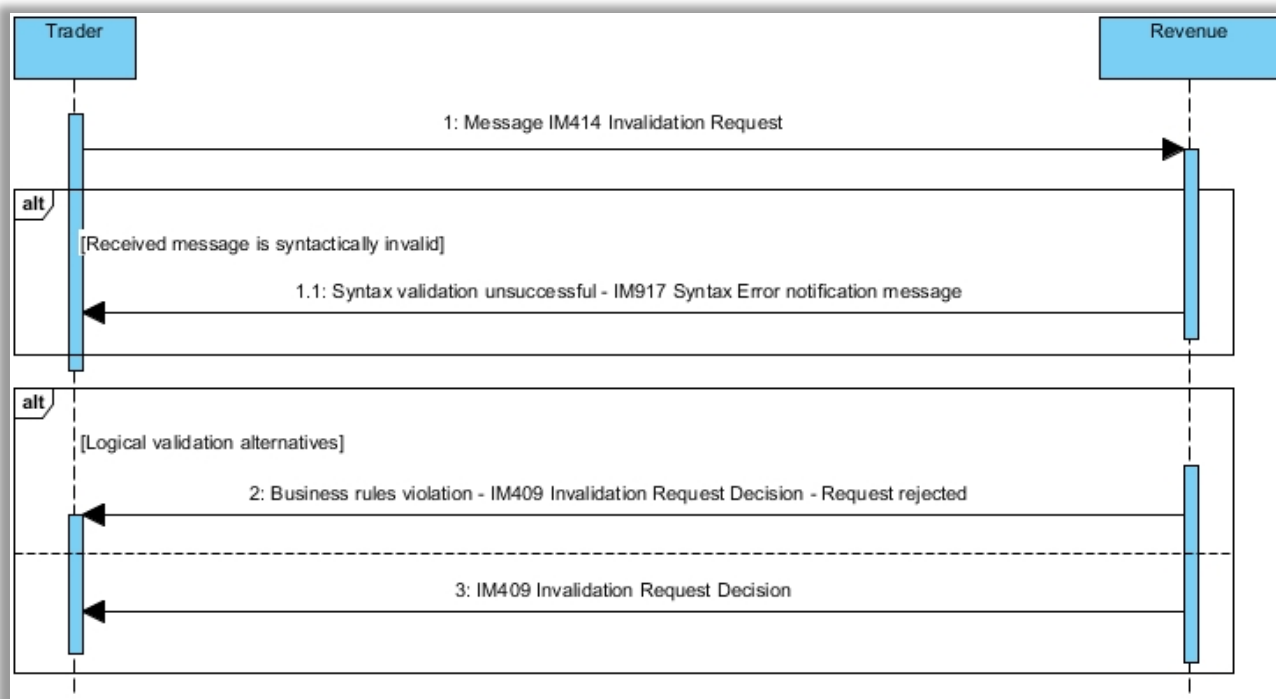 Trader
Revenue
1: Message IM414 Invalidation Request
alt
[Received message is syntactically invalid]
1.1: Syntax validation unsuccessful - IM917 Syntax Error notification message
alt
[Logical validation alternatives]
2: Business rules violation - IM409 Invalidation Request Decision - Request rejected
3: IM409 Invalidation Request Decision